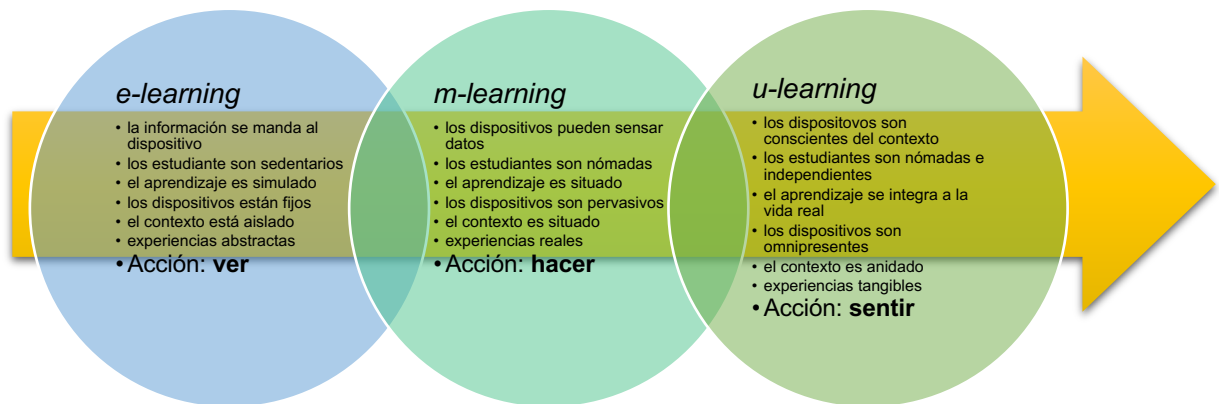 e-learning
• la información se manda al
dispositivo
• los estudiante son sedentarios
• el aprendizaje es simulado
• los dispositivos están fijos
• el contexto está aislado
• experiencias abstractas
• Acción: ver
m-learning
• los dispositivos pueden sensar
datos
• los estudiantes son nómadas
• el aprendizaje es situado
• los dispositivos son pervasivos
• el contexto es situado
• experiencias reales
• Acción: hacer
u-learning
• los dispositovos son
conscientes del contexto
• los estudiantes son nómadas e
independientes
• el aprendizaje se integra a la
vida real
• los dispositivos son
omnipresentes
• el contexto es anidado
• experiencias tangibles
• Acción: sentir